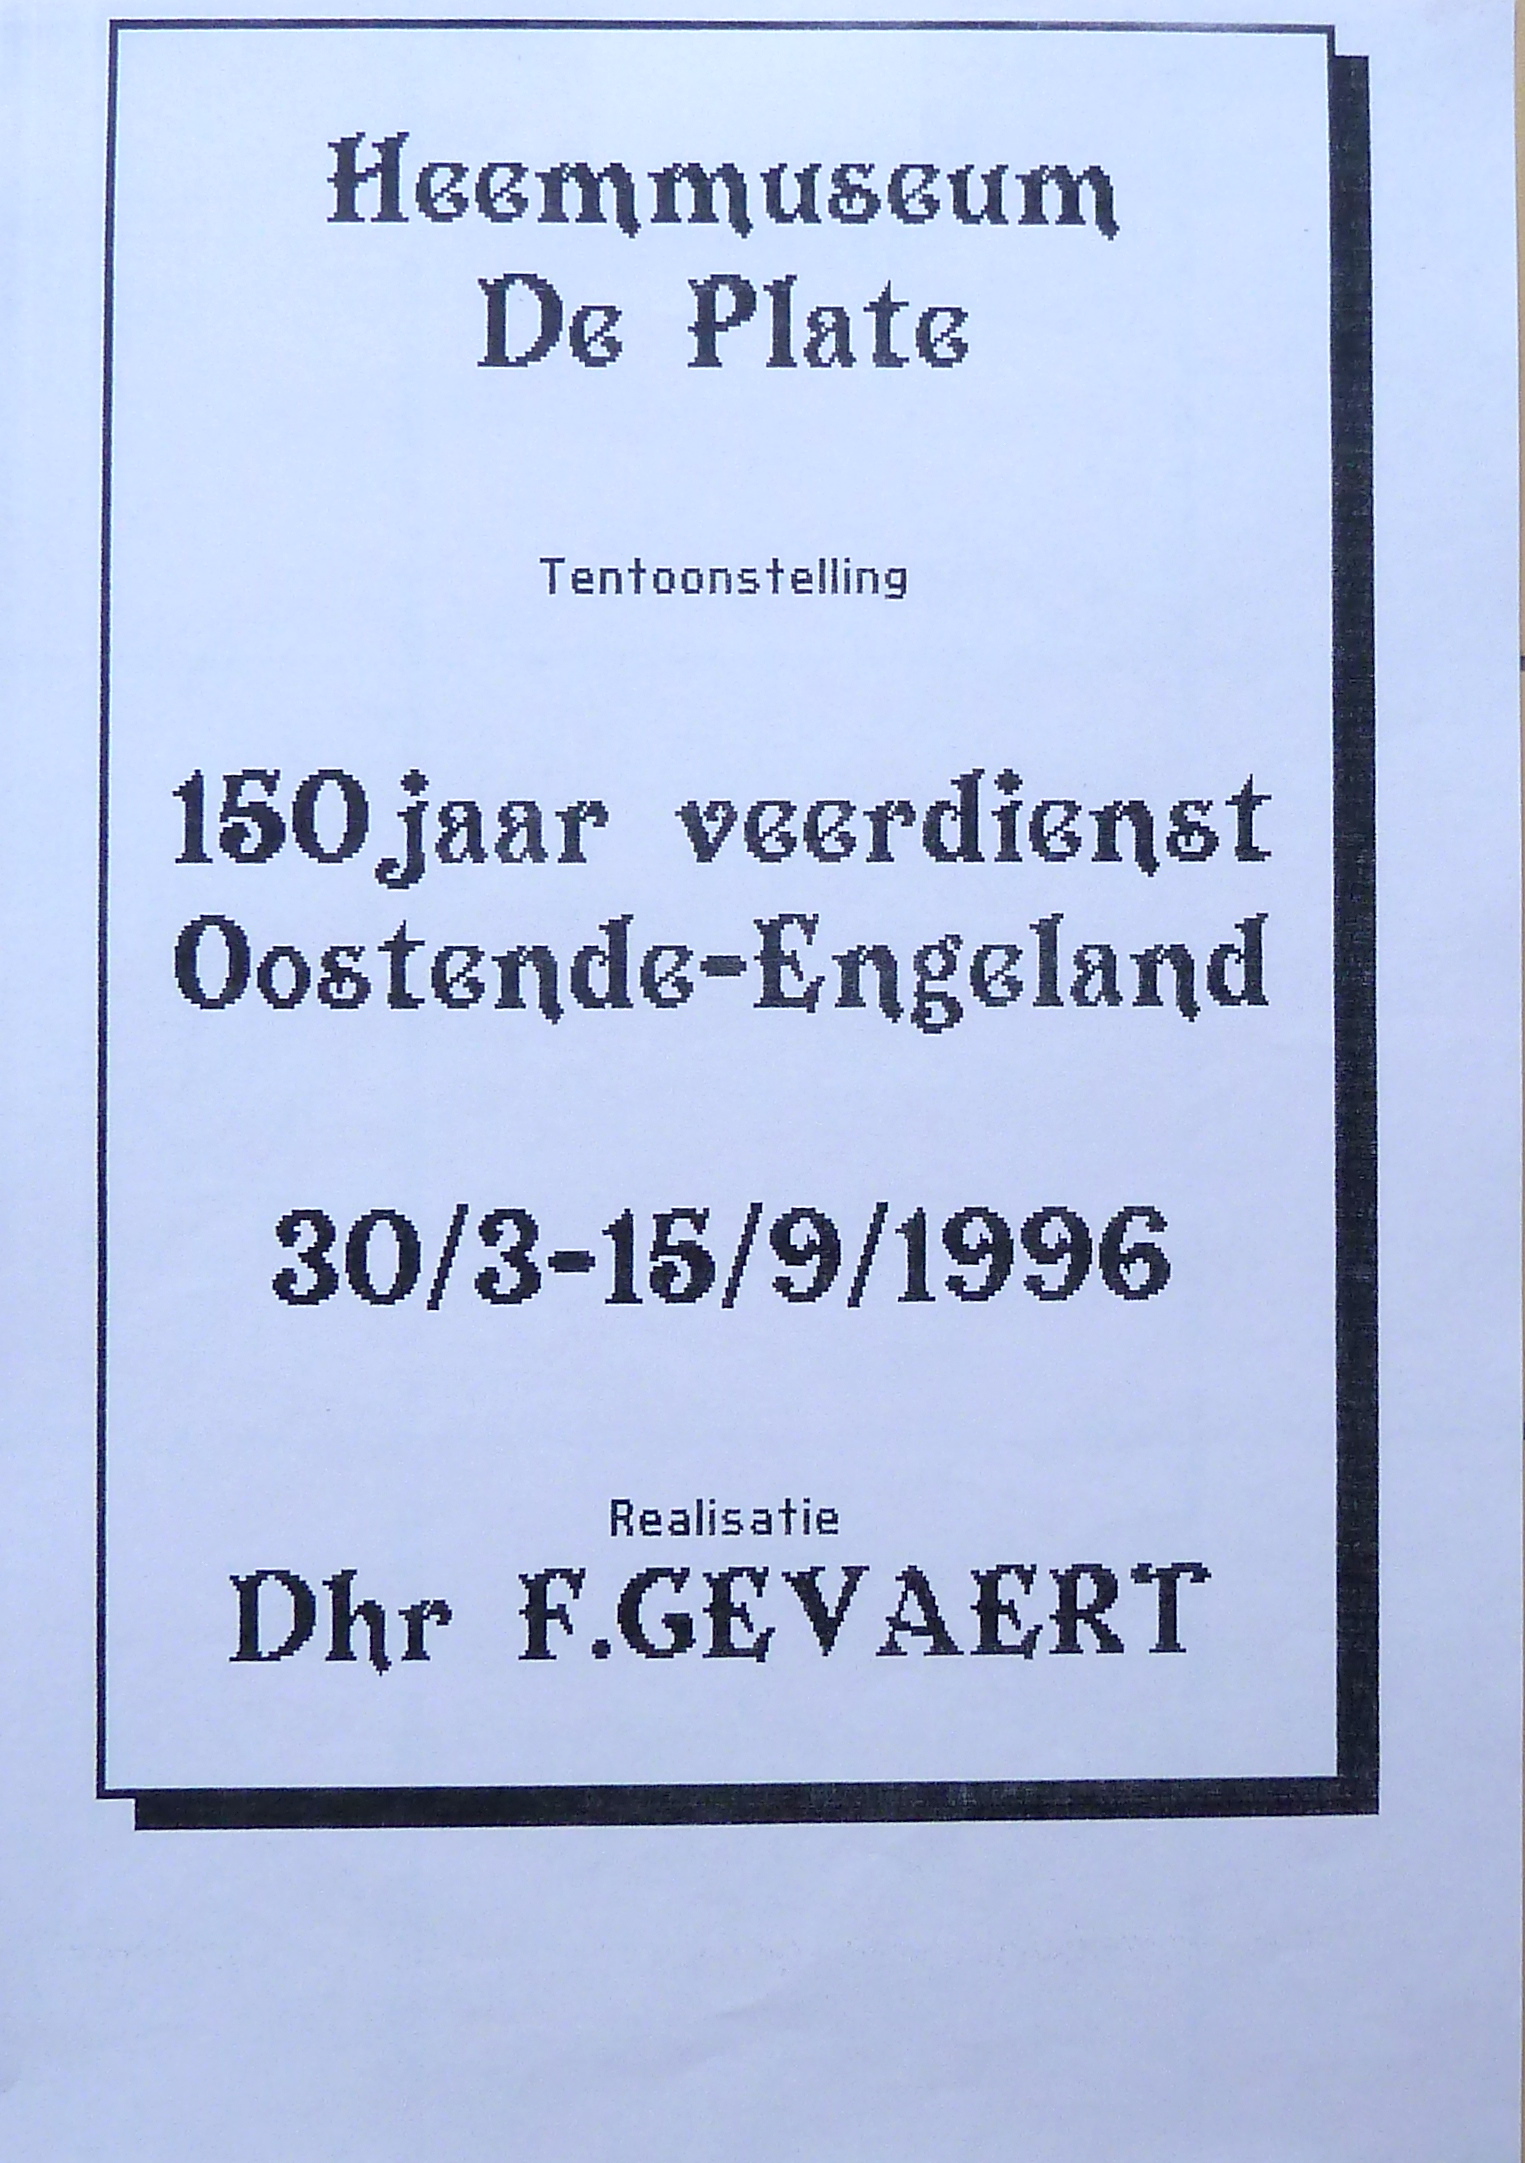 Heemmuseum
De Plate
Tentoonstelling
150 jaar veerdienst
Oostende-Engeland
30/3-15/9/1996
Realisatie
Dhr F.GEVAERT